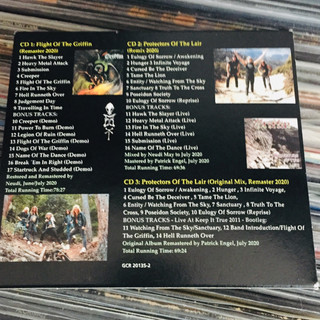 CD 1: Flight Of The Griffin
(Remaster 2020)
1 Hawk The Slayer
2 Heavy Metal Attack
3 Submission
4 Creeper
5 Flight Of The Griffin
6 Fire In The Sky
7 Hell Runneth Over
8 Judgement Day
9 Travelling In Time
BONUS TRACKS:
10 Creeper (Demo)
11 Power To Burn (Demo)
12 Legion Of Ruin (Demo)
13 Flight Of The Griffin (Demo)
14 Dogs Of War (Demo)
15 Name Of The Dance (Demo)
16 Break 'Em In Right (Demo)
17 Starstruck And Studded (Demo)
Restored and Remastered by
Neudi, June/July 2020
Total Running Time: 79:27
CD 2: Protectors Of The Lair
(Remix 2020)
1 Eulogy Of Sorrow / Awakening
2 Hunger 3 Infinite Voyage
4 Cursed Be The Deceiver
5 Tame The Lion
6 Entity / Watching From The Sky
7 Sanctuary 8 Truth To The Cross
9 Poseidon Society
10 Eulogy Of Sorrow (Reprise)
BONUS TRACKS:
11 Hawk The Slayer (Live)
12 Heavy Metal Attack (Live)
13 Fire In The Sky (Live)
14 Hell Runneth Over (Live)
15 Submission (Live)
16 Name Of The Dance (Live)
Mixed by Neudi May to July 2020
Mastered by Patrick Engel, July 2020
Total Running Time:
CD 3: Protectors Of The Lair (Original Mix, Remaster 2020)
1 Eulogy Of Sorrow / Awakening, 2 Hunger, 3 Infinite Voyage,
4 Cursed Be The Deceiver, 5 Tame The Lion,
6 Entity / Watching From The Sky, 7 Sanctuary, 8 Truth To The
Cross, 9 Poseidon Society, 10 Eulogy Of Sorrow (Reprise)
BONUS TRACKS - Live At Keep It True 2011 - Bootleg:
11 Watching From The Sky/Sanctuary, 12 Band Introduction/Flight Of
The Griffin, 14 Hell Runneth Over
Original Album Remastered by Patrick Engel, July 2020
Total Running Time: 69:24
GCR 20135-2